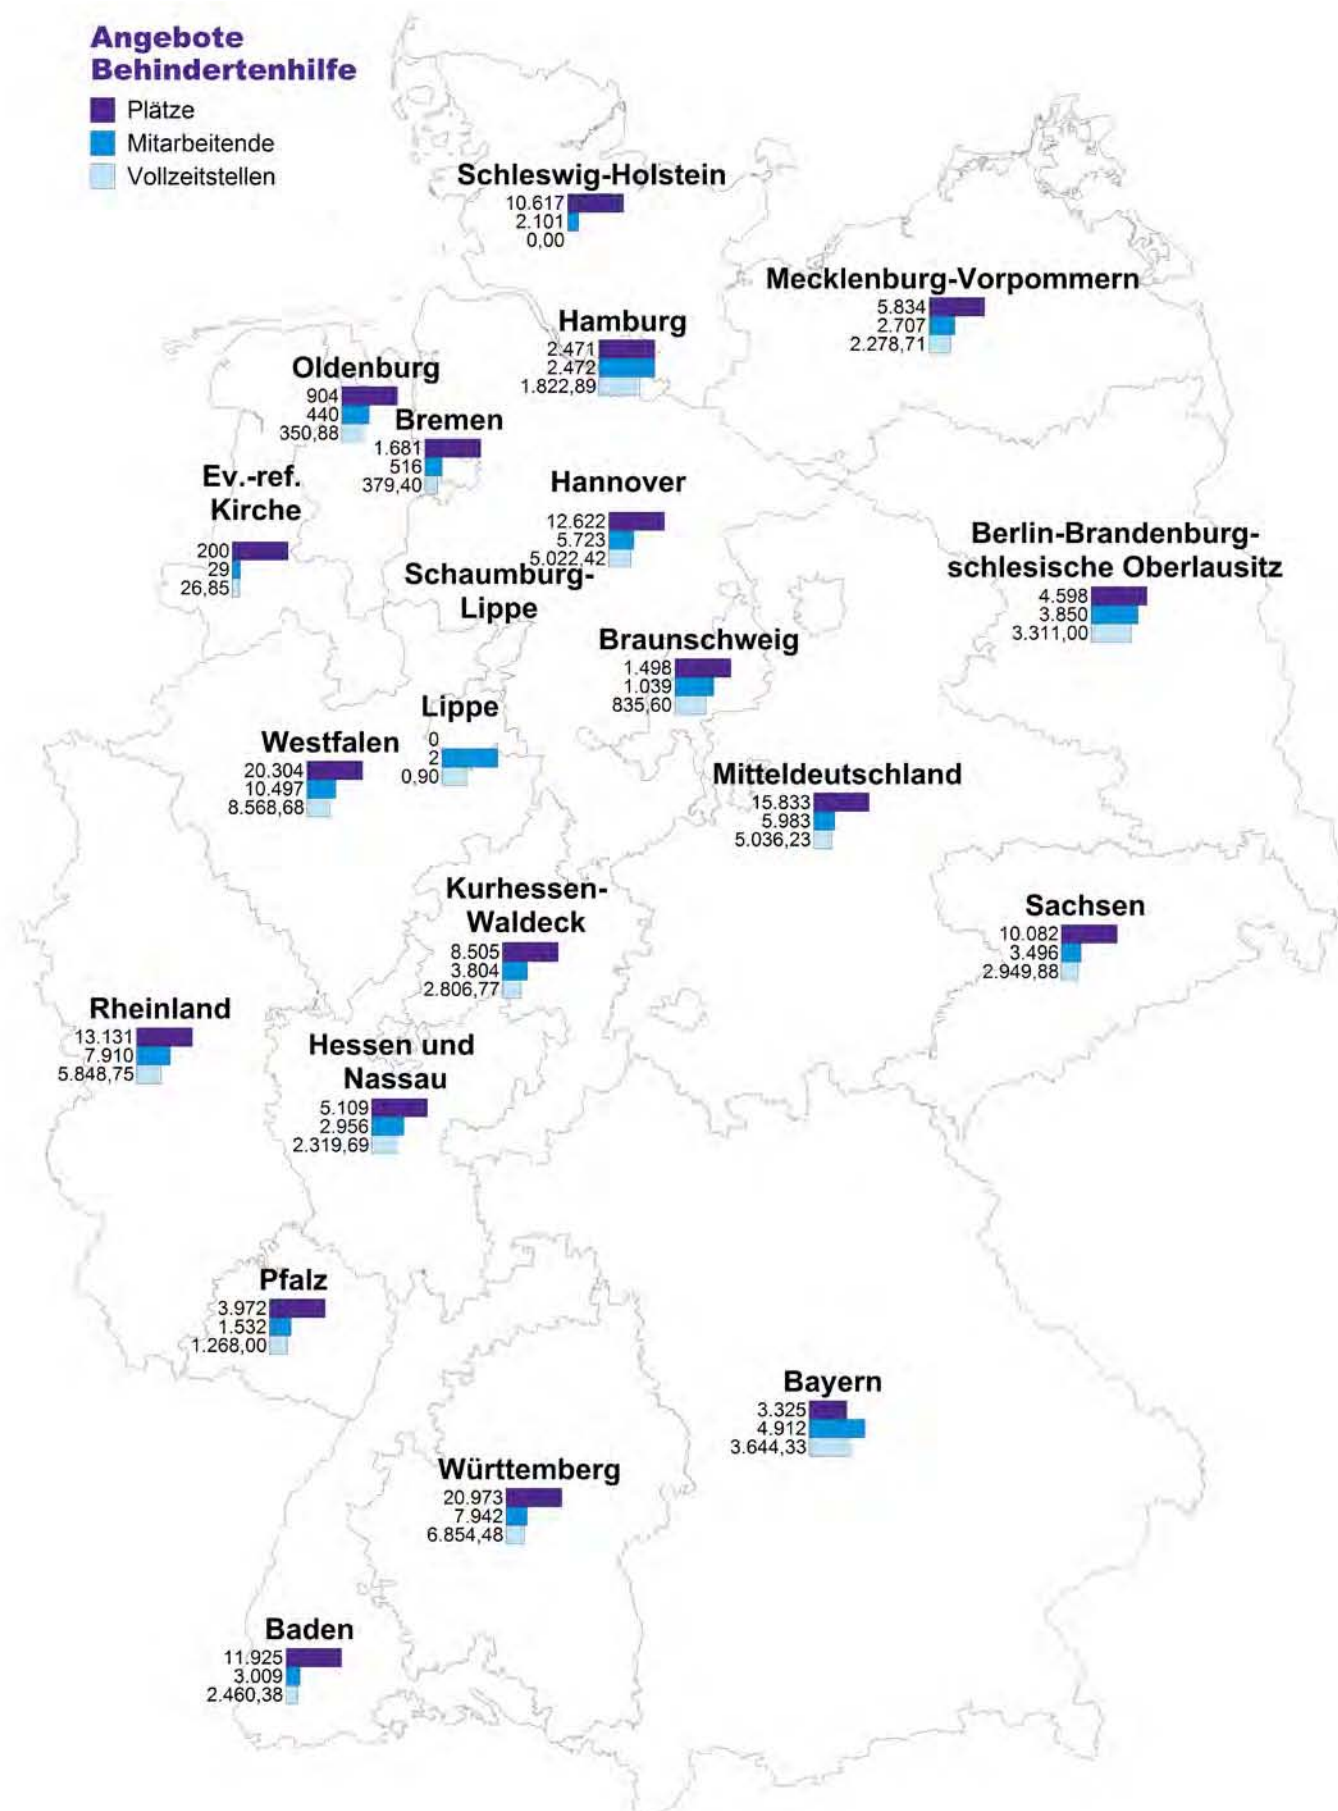 Angebote
Behindertenhilfe
Plätze
Mitarbeitende
Vollzeitstellen
Schleswig-Holstein
10.617
2.101
0,00
Mecklenburg-Vorpommern
5.834
2.707
2.278,71
Hamburg
2.471
2.472
1.822,89
Oldenburg
904
440
350,88
Bremen
1.681
516
379,40
Ev.-ref.
Kirche
200
29
26,85
Hannover
12.622
5.723
5.022,42
Schaumburg-
Lippe
Berlin-Brandenburg-
schlesische Oberlausitz
4.598
3.850
3.311,00
Braunschweig
1.498
1.039
835,60
Lippe
0
2
0,90
Westfalen
20.304
10.497
8.568,68
Mitteldeutschland
15.833
5.983
5.036,23
Kurhessen-
Waldeck
8.505
3.804
2.806,77
Sachsen
10.082
3.496
2.949,88
Rheinland
13.131
7.910
5.848,75
Hessen und
Nassau
5.109
2.956
2.319,69
Pfalz
3.972
1.532
1.268,00
Bayern
3.325
4.912
3.644,33
Württemberg
20.973
7.942
6.854,48
Baden
11.925
3.009
2.460,38